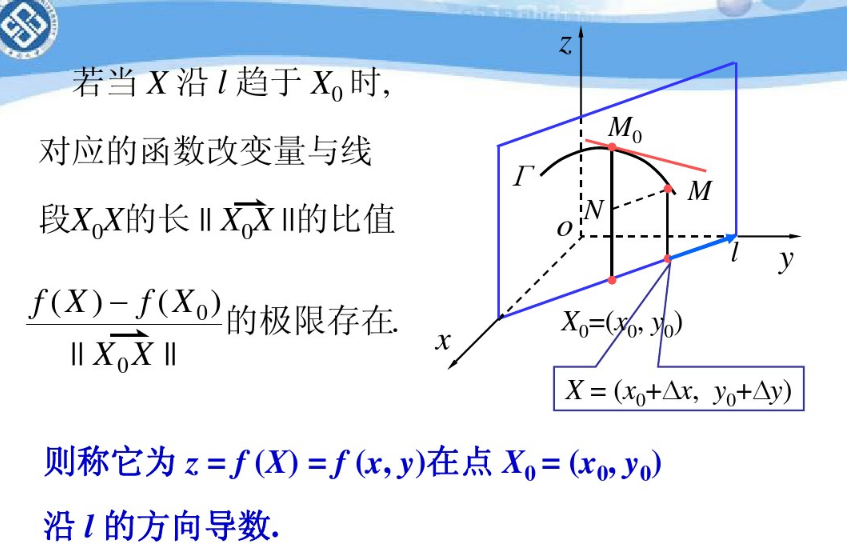 若当 X 沿 l 趋于 X₀ 时,
对应的函数改变量与线
段X₀X的长 || X₀X ||的比值
f (X) – f (X₀)
|| X₀X ||
的极限存在.
z
M₀
Γ
M
N
o
l
y
x
X₀=(x₀, y₀)
X = (x₀+Δx, y₀+Δy)
则称它为 z = f (X) = f (x, y)在点 X₀ = (x₀, y₀)
沿 l 的方向导数.